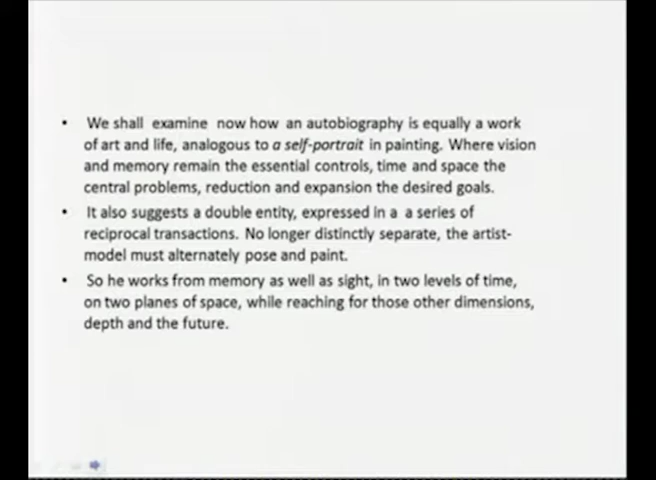 • We shall examine now how an autobiography is equally a work
of art and life, analogous to a self-portrait in painting. Where vision
and memory remain the essential controls, time and space the
central problems, reduction and expansion the desired goals.
• It also suggests a double entity, expressed in a a series of
reciprocal transactions. No longer distinctly separate, the artist-
model must alternately pose and paint.
• So he works from memory as well as sight, in two levels of time,
on two planes of space, while reaching for those other dimensions,
depth and the future.